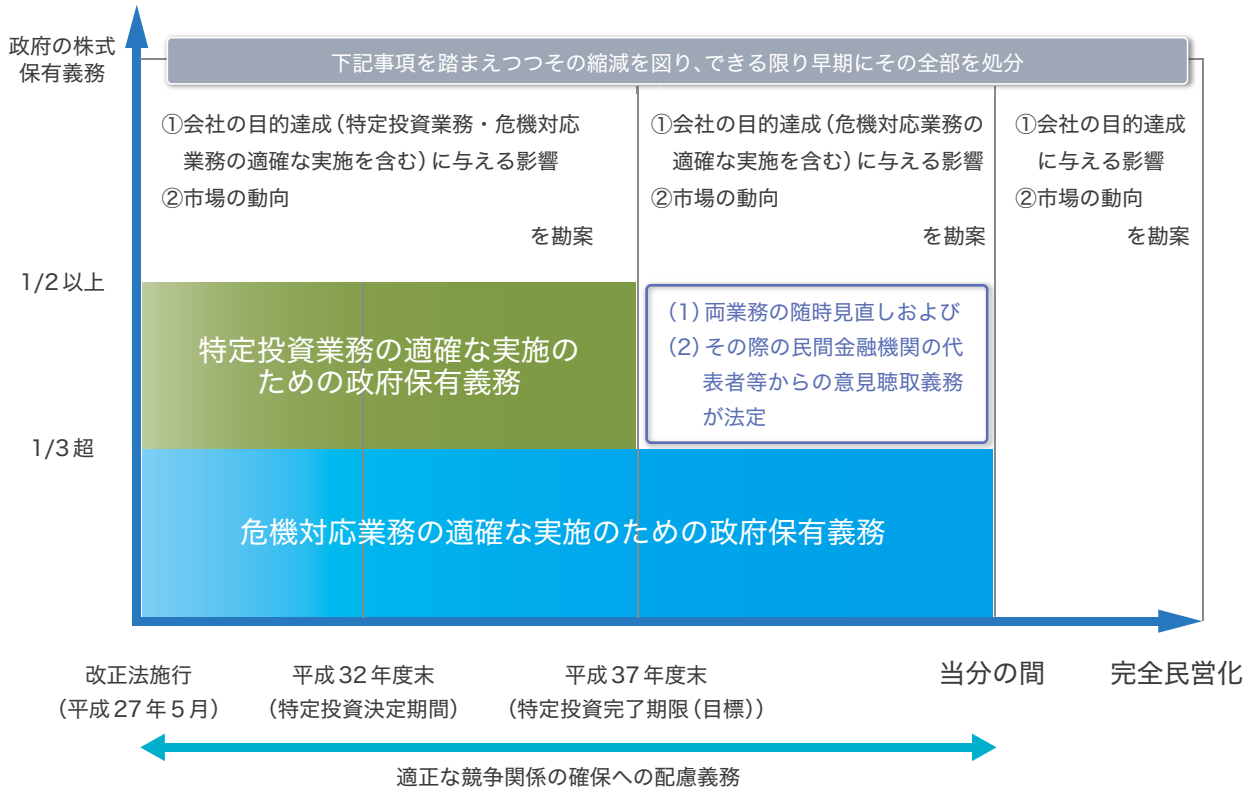 政府の株式
保有義務
下記事項を踏まえつつその縮減を図り、できる限り早期にその全部を処分
①会社の目的達成（特定投資業務・危機対応
業務の適確な実施を含む）に与える影響
②市場の動向
を勘案
①会社の目的達成（危機対応業務の
適確な実施を含む）に与える影響
②市場の動向
を勘案
①会社の目的達成
に与える影響
②市場の動向
を勘案
1/2以上
特定投資業務の適確な実施の
ための政府保有義務
（1）両業務の随時見直しおよび
（2）その際の民間金融機関の代
表者等からの意見聴取義務
が法定
1/3超
危機対応業務の適確な実施のための政府保有義務
改正法施行
（平成27年5月）
平成32年度末
（特定投資決定期間）
平成37年度末
（特定投資完了期限（目標））
当分の間
完全民営化
適正な競争関係の確保への配慮義務